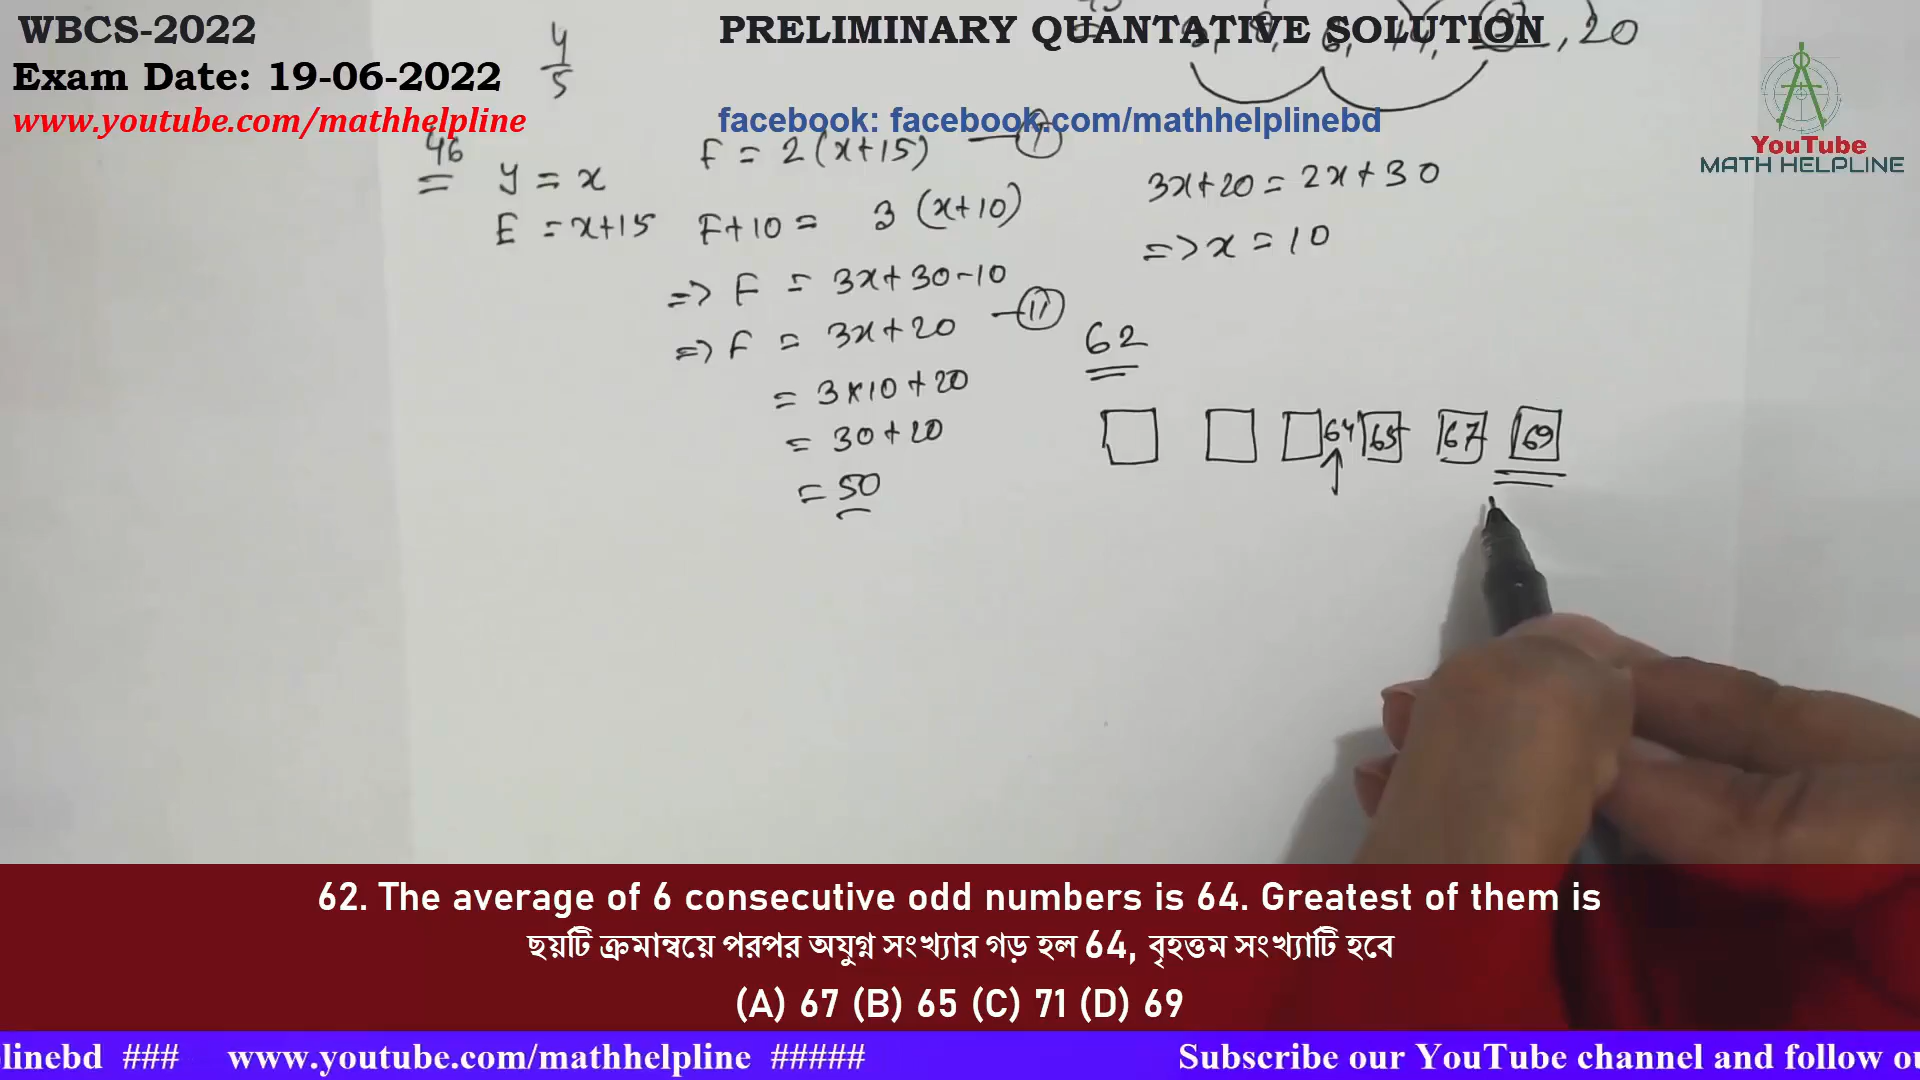 WBCS-2022
Exam Date: 19-06-2022
www.youtube.com/mathhelpline
PRELIMINARY QUANTATIVE SOLUTION
facebook: facebook.com/mathhelplinebd
YouTube
MATH HELPLINE
4
5
, 20
46
y = x
E = x+15
F = 2(x+15) — I
F+10 = 3 (x+10)
=> F = 3x+30-10
=> F = 3x+20 — II
= 3×10+20
= 30+20
= 50
3x+20 = 2x+30
=> x = 10
62
64 65 67 69
62. The average of 6 consecutive odd numbers is 64. Greatest of them is
ছয়টি ক্রমান্বয়ে পরপর অযুগ্ন সংখ্যার গড় হল 64, বৃহত্তম সংখ্যাটি হবে
(A) 67 (B) 65 (C) 71 (D) 69
linebd ### www.youtube.com/mathhelpline ##### Subscribe our YouTube channel and follow ou